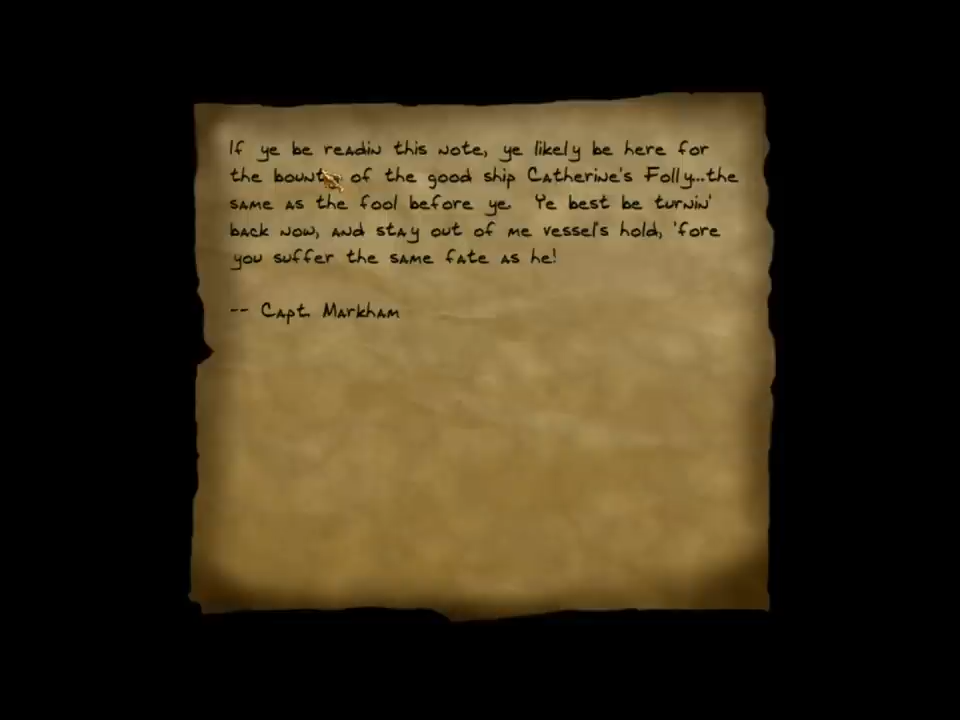 If ye be readin this note, ye likely be here for
the bounty of the good ship Catherine's Folly...the
same as the fool before ye. Ye best be turnin'
back now, and stay out of me vessel's hold, 'fore
you suffer the same fate as he!
-- Capt. Markham